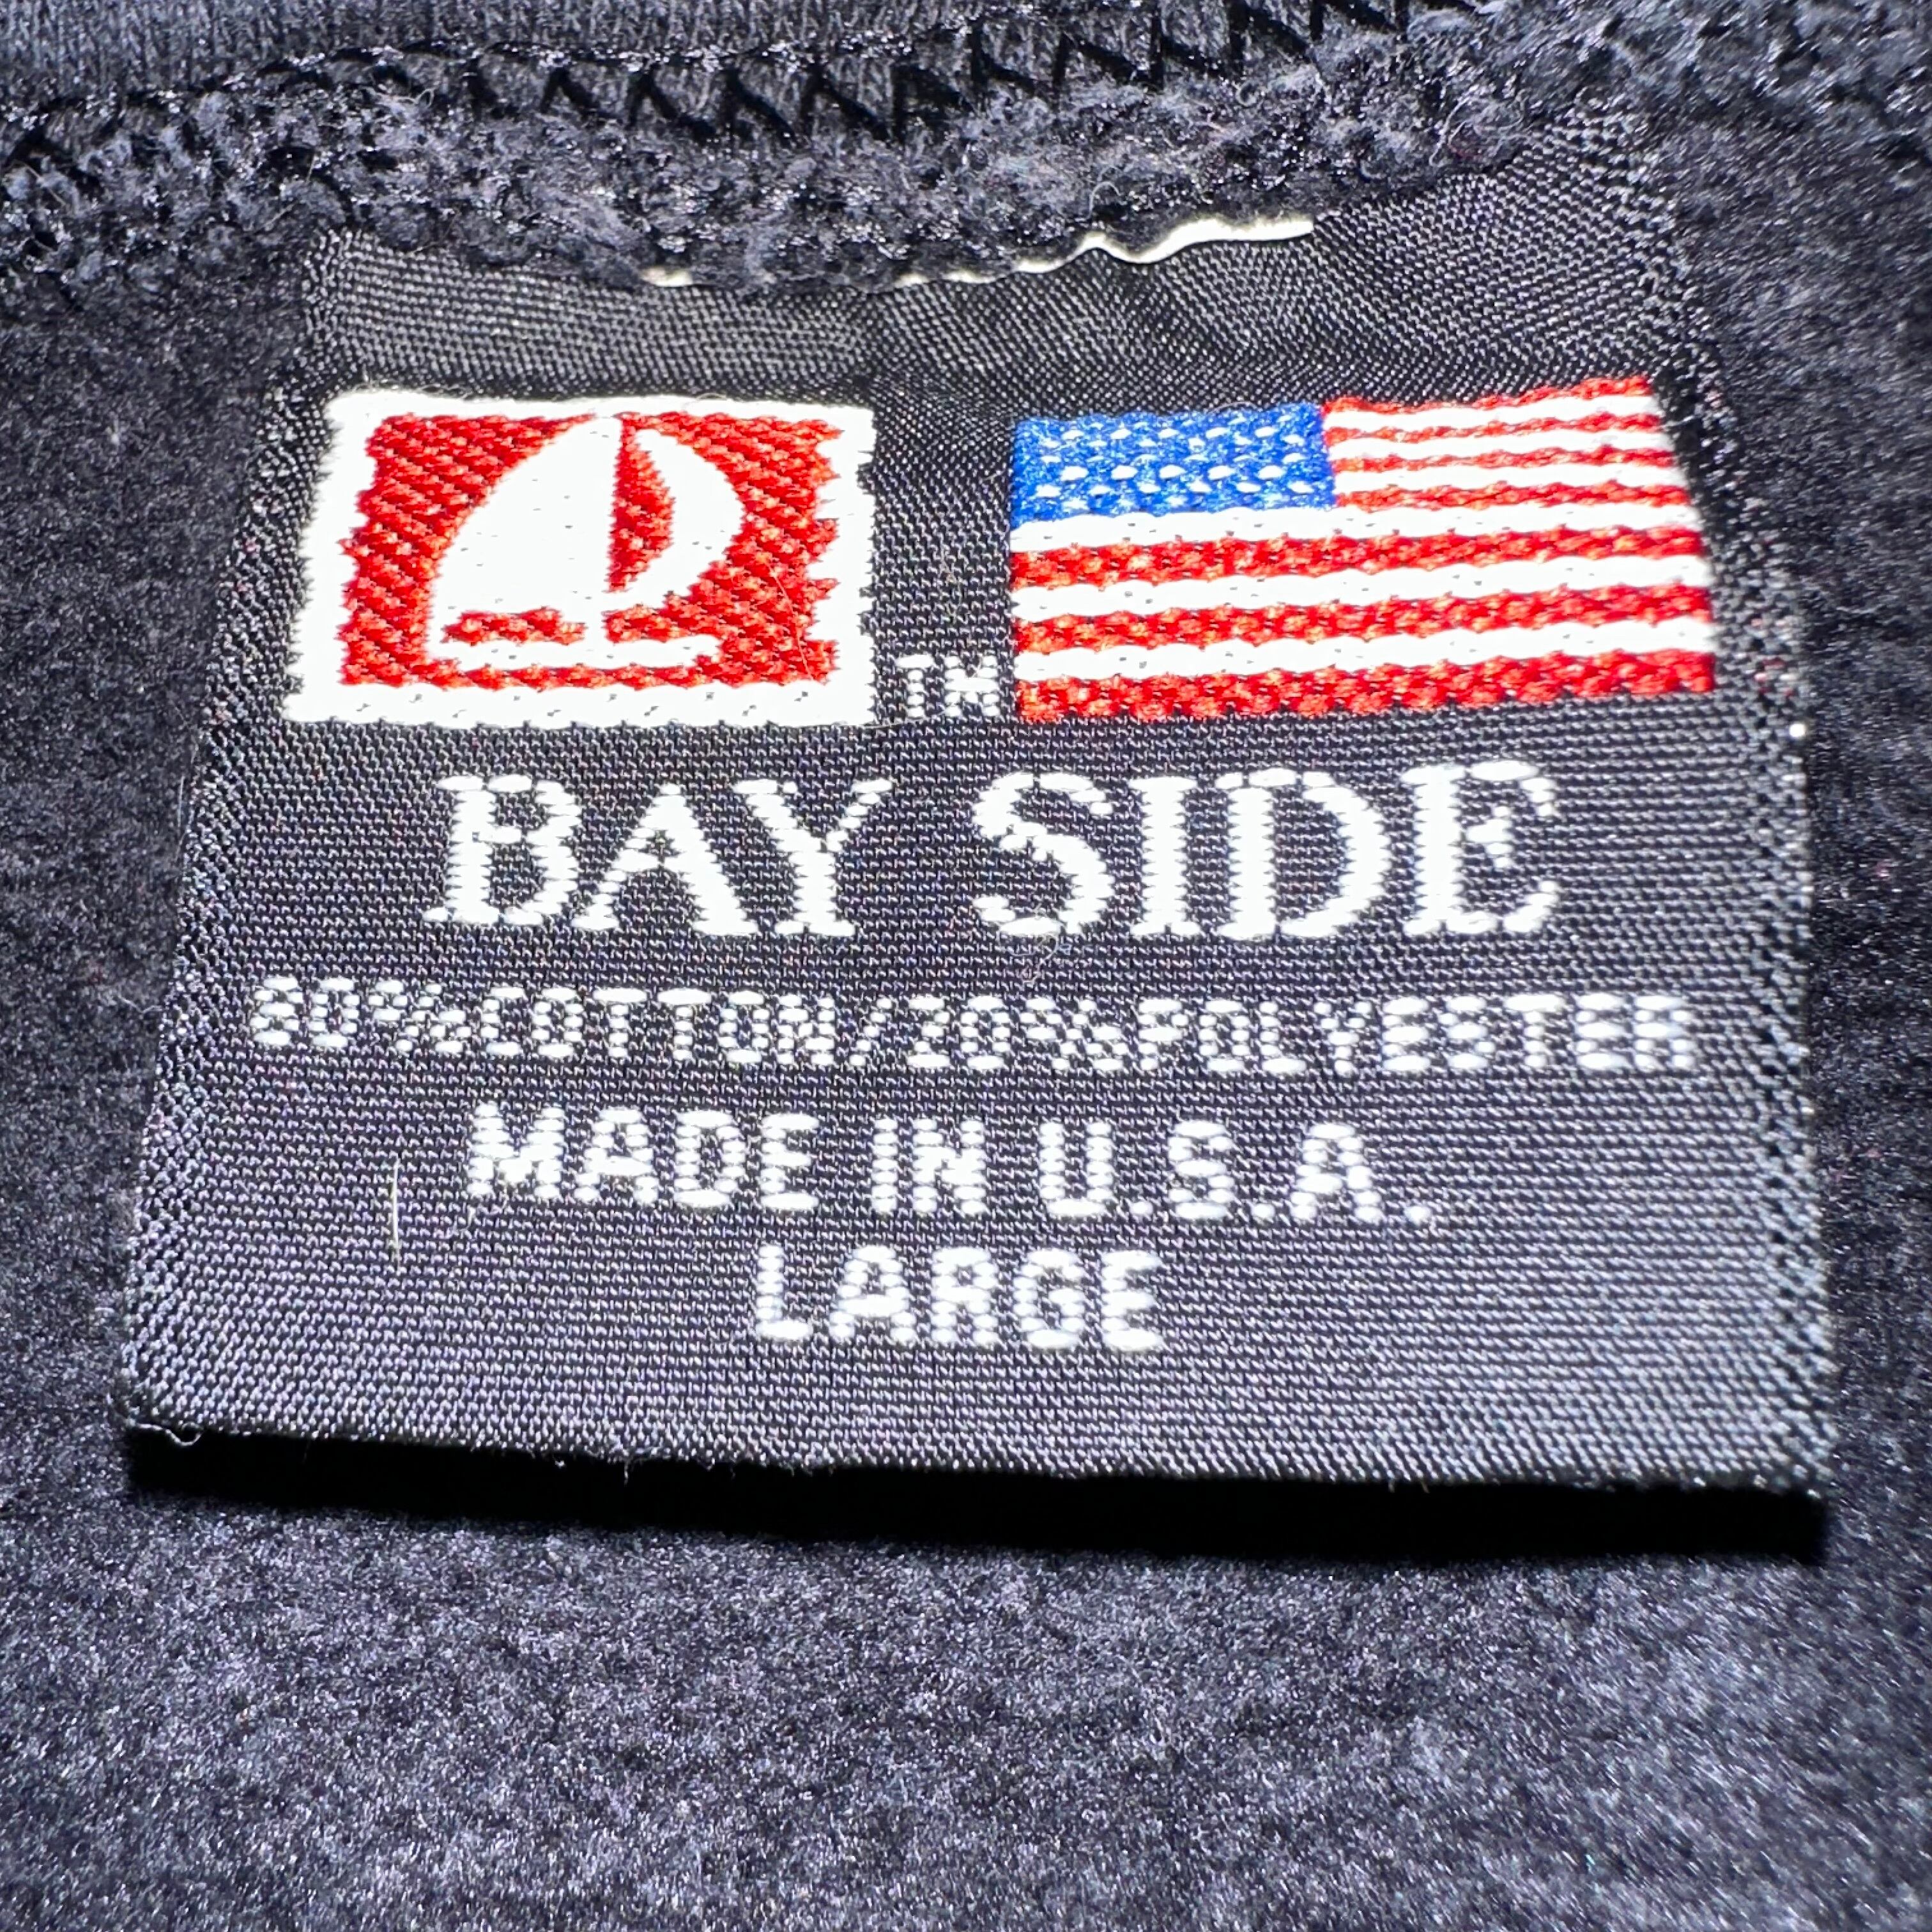 TM
BAY SIDE
80%COTTON/20%POLYESTER
MADE IN U.S.A.
LARGE